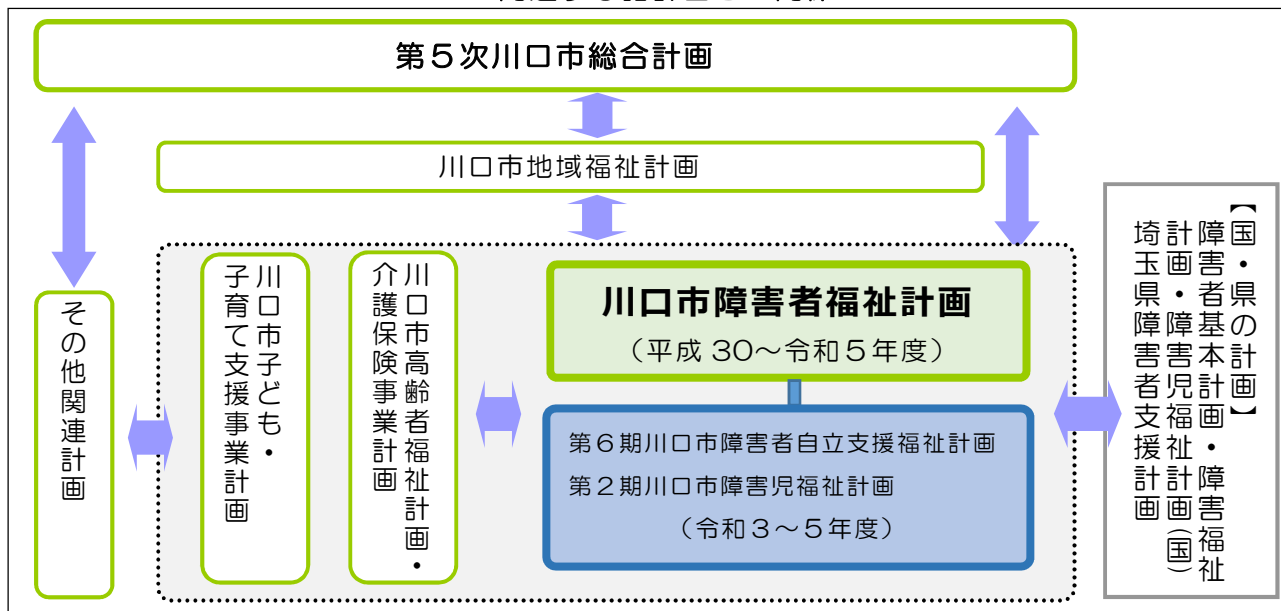 第５次川口市総合計画
川口市地域福祉計画
その他関連計画
川口市子ども・
子育て支援事業計画
川口市高齢者福祉計画・
介護保険事業計画
川口市障害者福祉計画
（平成 30～令和５年度）
第６期川口市障害者自立支援福祉計画
第２期川口市障害児福祉計画
（令和３～５年度）
【国・県の計画】
障害者基本計画・障害福祉
計画・障害児福祉計画（国）
埼玉県障害者支援計画